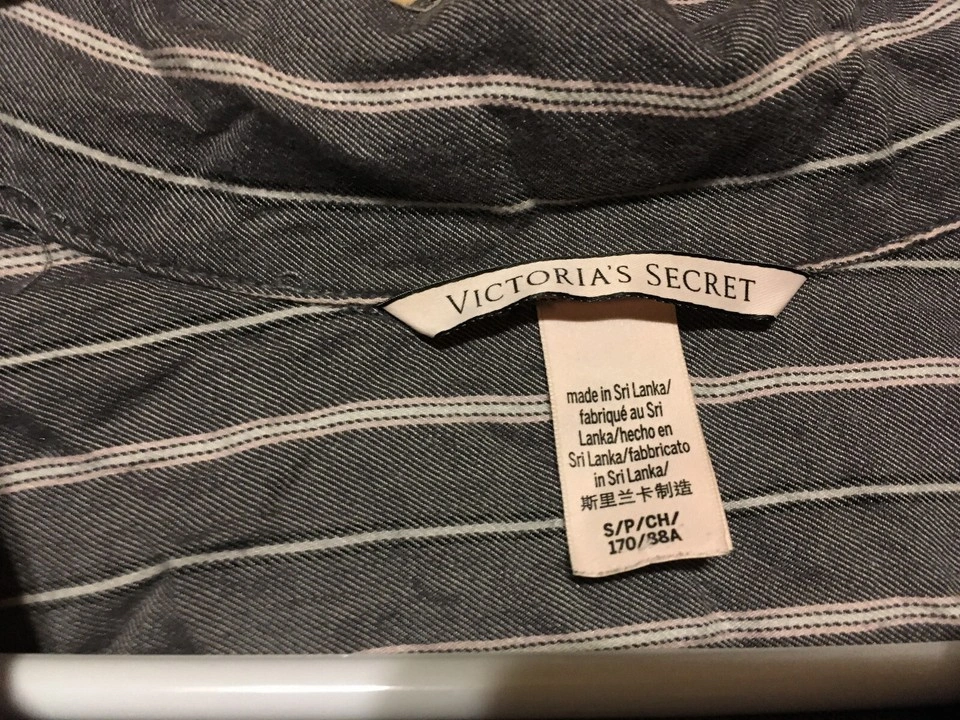 VICTORIA'S SECRET
made in Sri Lanka/
fabriqué au Sri
Lanka/hecho en
Sri Lanka/fabbricato
in Sri Lanka/
斯里兰卡制造
S/P/CH/
170/88A